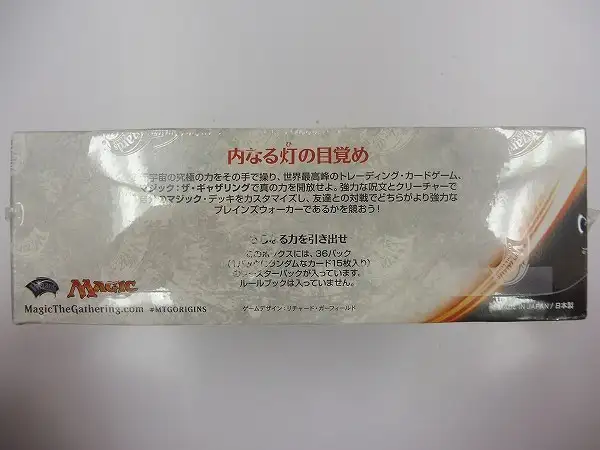 ひ
内なる灯の目覚め
宇宙の究極の力をその手で操り、世界最高峰のトレーディング・カードゲーム、
マジック：ザ・ギャザリングで真の力を開放せよ。強力な呪文とクリーチャーで
マジック・デッキをカスタマイズし、友達との対戦でどちらがより強力な
プレインズウォーカーであるかを競おう！
なる力を引き出せ
このボックスには、36パック
ランダムなカード15枚入り）
ースターパックが入っています。
ルールブックは入っていません。
MAGIC
MagicTheGathering.com #MTGORIGINS
ゲームデザイン：リチャード・ガーフィールド
IN JAPAN / 日本製